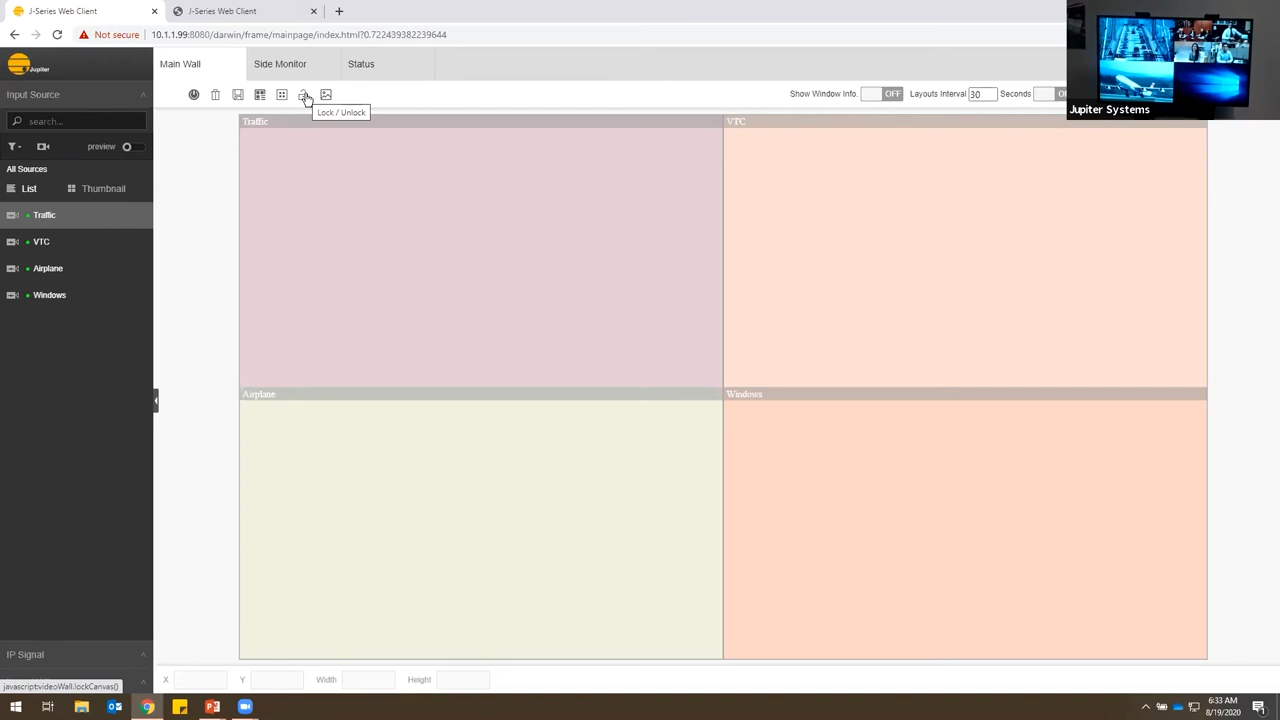 J-Series Web Client
J-Series Web Client
Not secure
10.1.1.99:8080/darwin/frame/mainpage/index.html?0.722439382239644
Jupiter
Main Wall
Side Monitor
Status
Input Source
Show Window Info.
OFF
Layouts Interval
30
Seconds
Jupiter Systems
Lock / Unlock
search...
preview
All Sources
List
Thumbnail
Traffic
VTC
Airplane
Windows
Traffic
VTC
Airplane
Windows
IP Signal
X
Y
Width
Height
javascript:videoWall.lockCanvas()
6:33 AM
8/19/2020